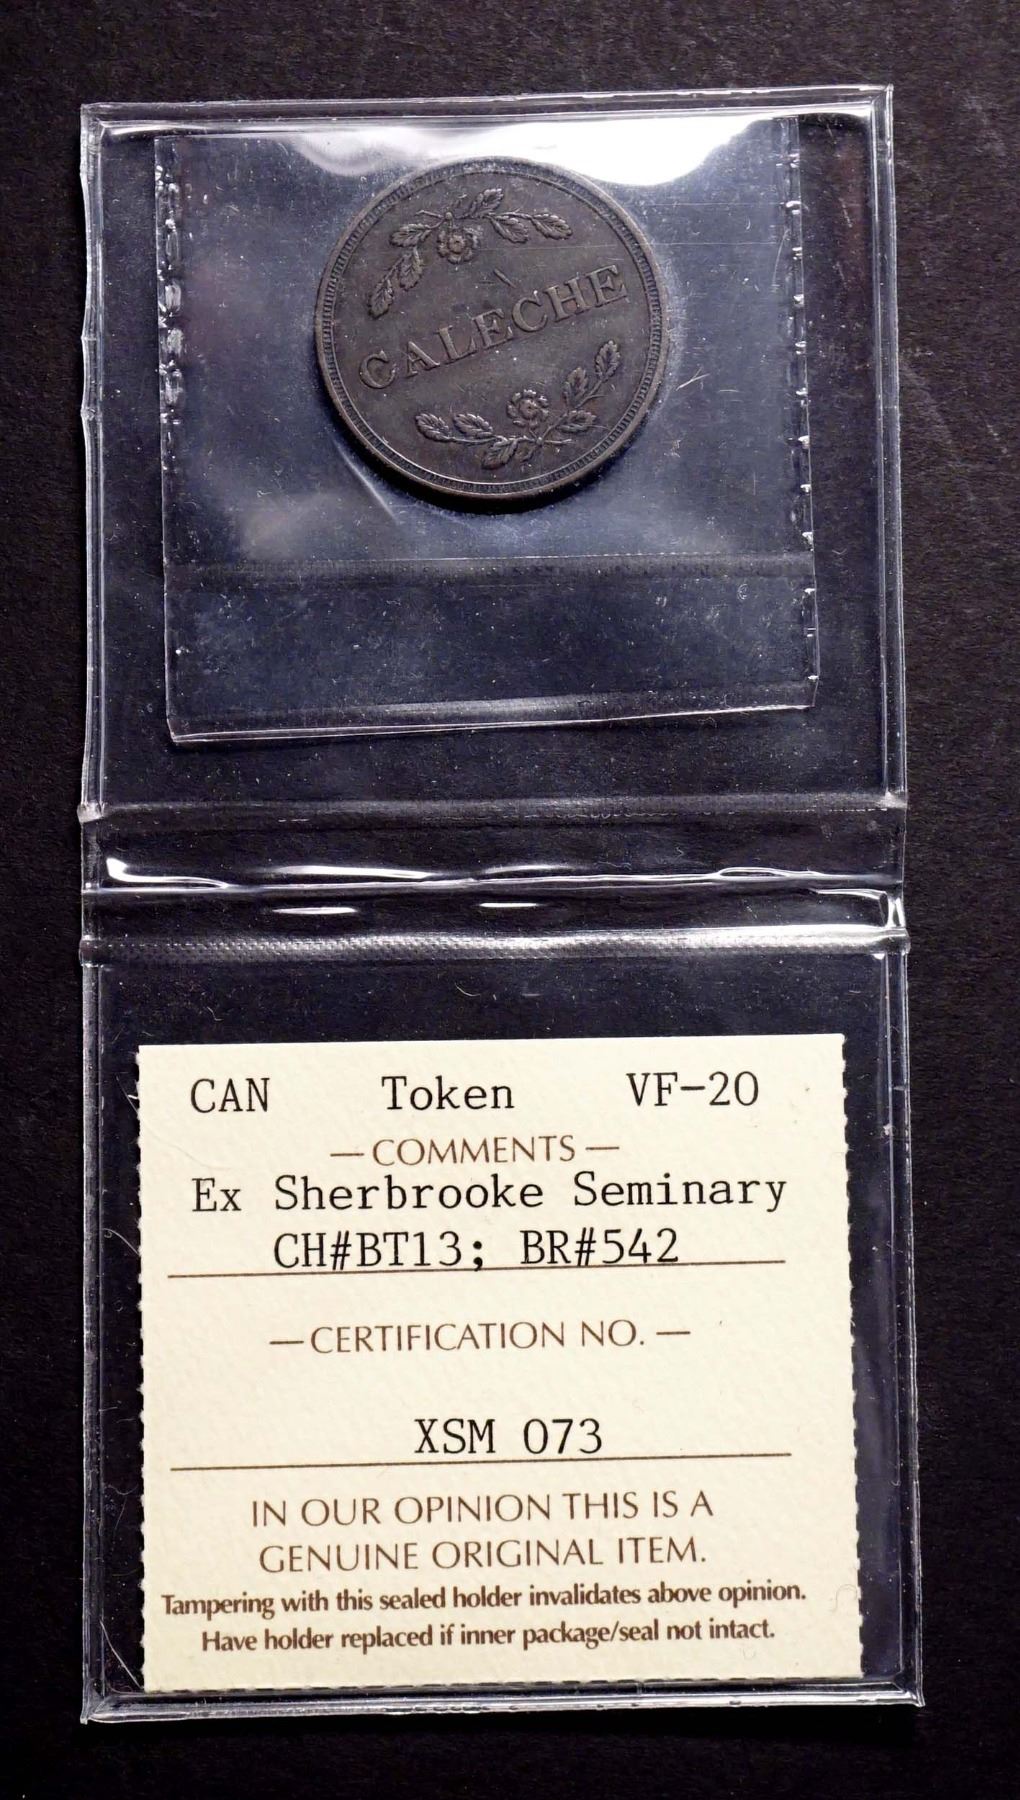 CALECHE
CAN Token VF-20
— COMMENTS —
Ex Sherbrooke Seminary
CH#BT13; BR#542
— CERTIFICATION NO. —
XSM 073
IN OUR OPINION THIS IS A
GENUINE ORIGINAL ITEM.
Tampering with this sealed holder invalidates above opinion.
Have holder replaced if inner package/seal not intact.